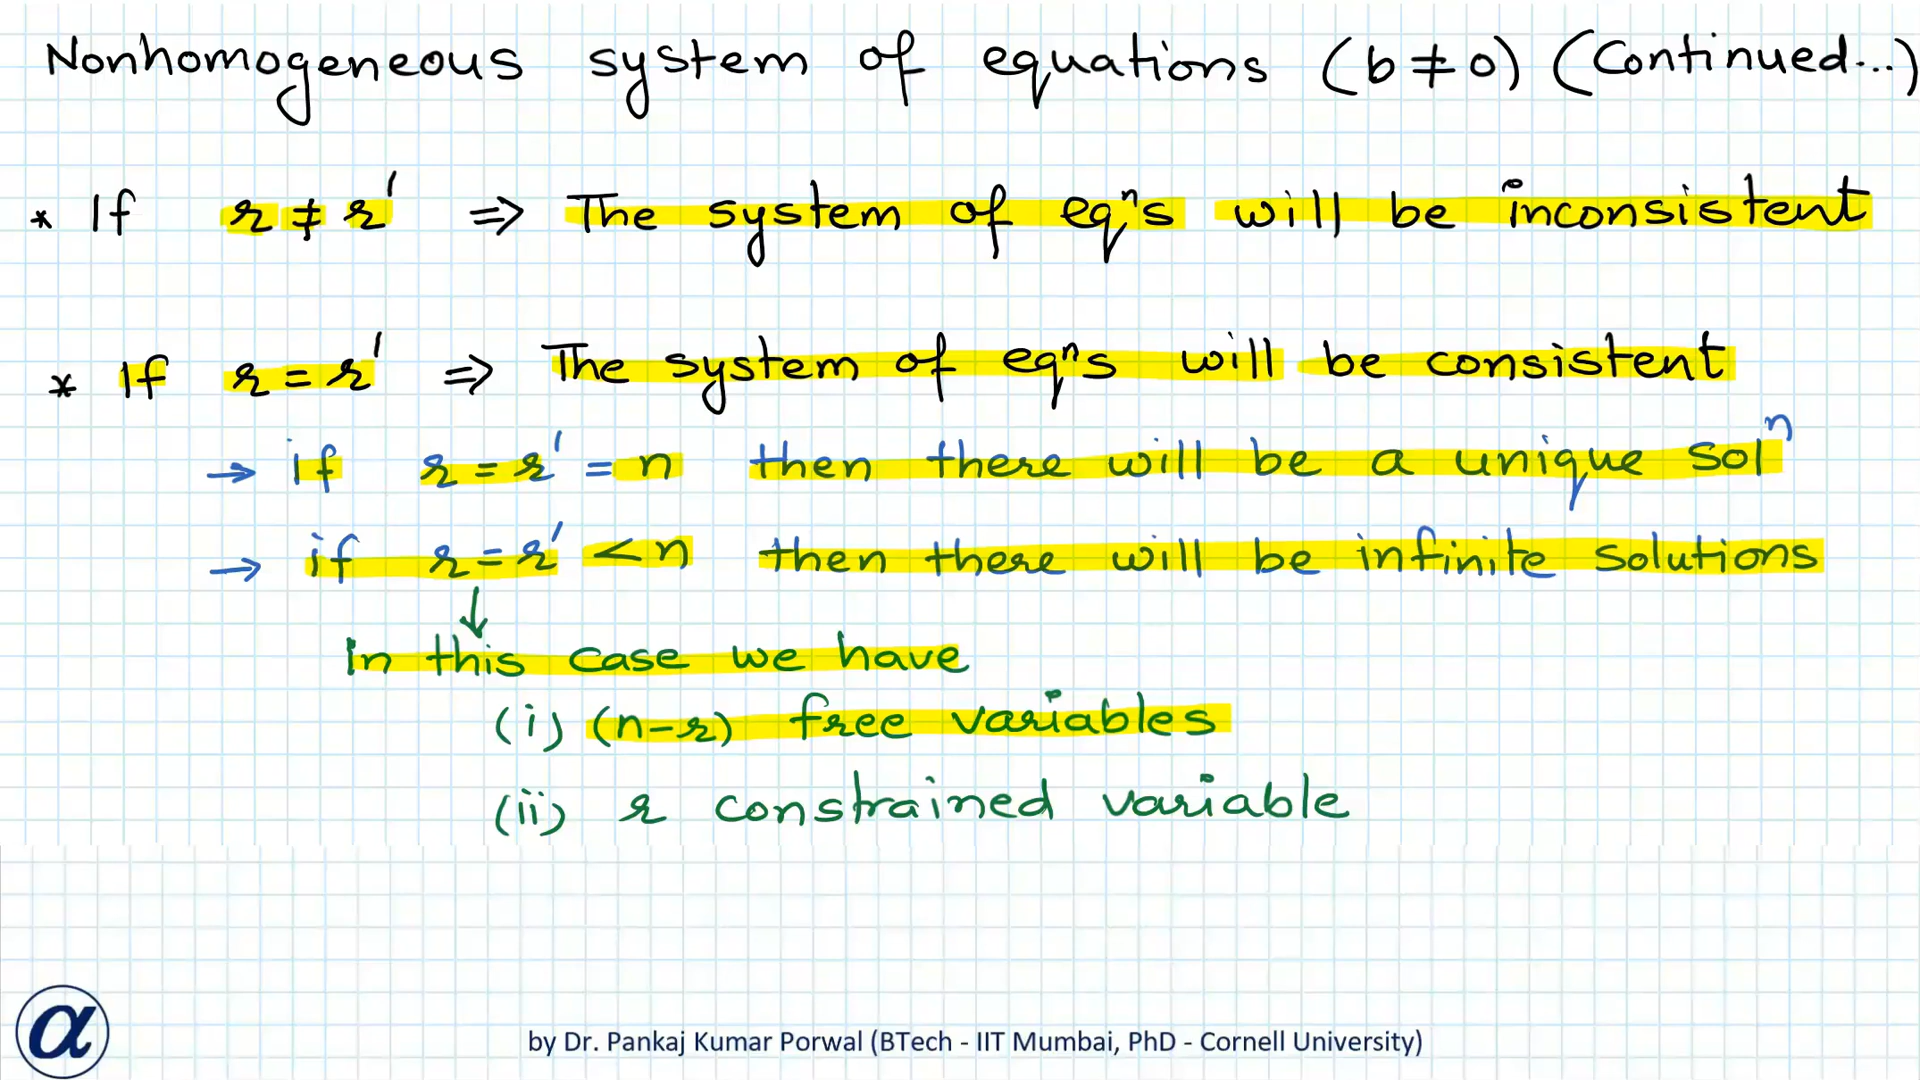 Nonhomogeneous system of equations (b≠0) (Continued...)
* If r ≠ r' ⇒ The system of eqⁿs will be inconsistent
* If r = r' ⇒ The system of eqⁿs will be consistent
→ if r = r' = n then there will be a unique solⁿ
→ if r = r' < n then there will be infinite solutions
↓
In this case we have
(i) (n-r) free variables
(ii) r constrained variable
α
by Dr. Pankaj Kumar Porwal (BTech - IIT Mumbai, PhD - Cornell University)